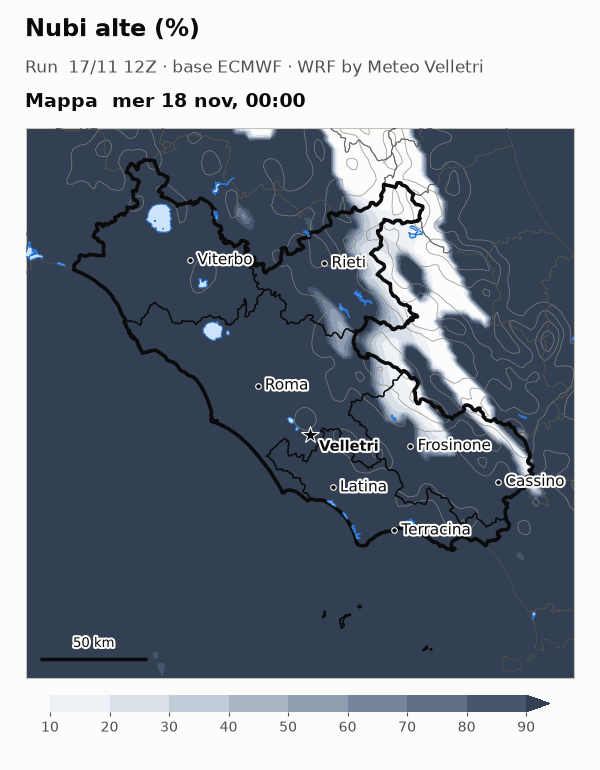 Nubi alte (%)
Run  17/11 12Z · base ECMWF · WRF by Meteo Velletri
Mappa  mer 18 nov, 00:00
Viterbo
Rieti
Roma
Velletri
Frosinone
Latina
Cassino
Terracina
50 km
10 20 30 40 50 60 70 80 90